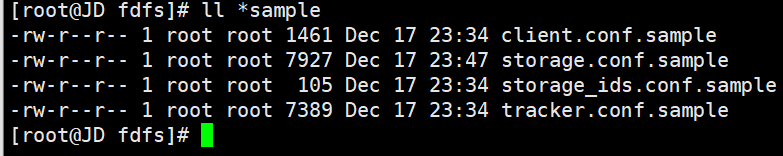 [root@JD fdfs]# ll *sample
-rw-r--r-- 1 root root 1461 Dec 17 23:34 client.conf.sample
-rw-r--r-- 1 root root 7927 Dec 17 23:47 storage.conf.sample
-rw-r--r-- 1 root root  105 Dec 17 23:34 storage_ids.conf.sample
-rw-r--r-- 1 root root 7389 Dec 17 23:34 tracker.conf.sample
[root@JD fdfs]#